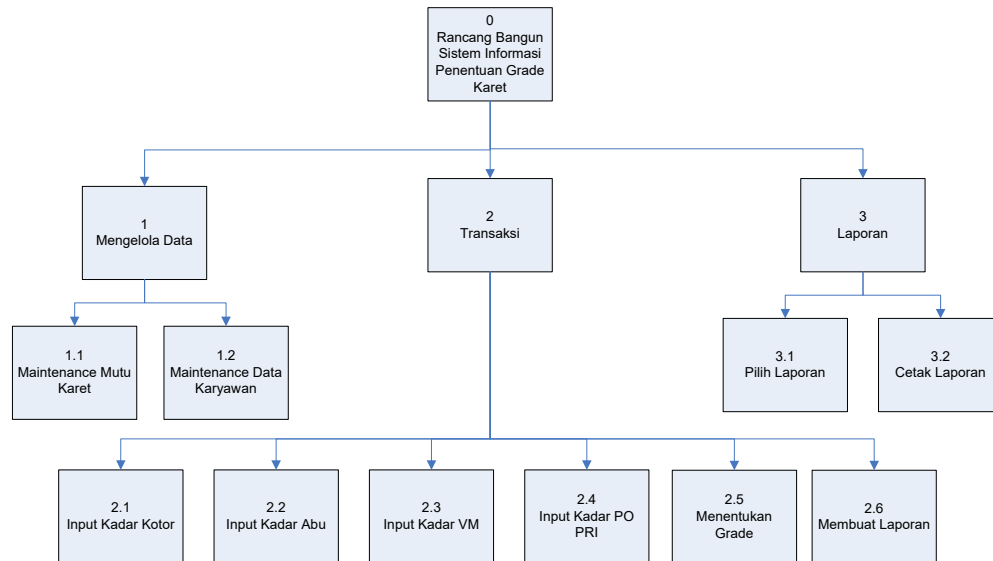 0
Rancang Bangun
Sistem Informasi
Penentuan Grade
Karet
1
Mengelola Data
2
Transaksi
3
Laporan
1.1
Maintenance Mutu
Karet
1.2
Maintenance Data
Karyawan
3.1
Pilih Laporan
3.2
Cetak Laporan
2.1
Input Kadar Kotor
2.2
Input Kadar Abu
2.3
Input Kadar VM
2.4
Input Kadar PO
PRI
2.5
Menentukan
Grade
2.6
Membuat Laporan